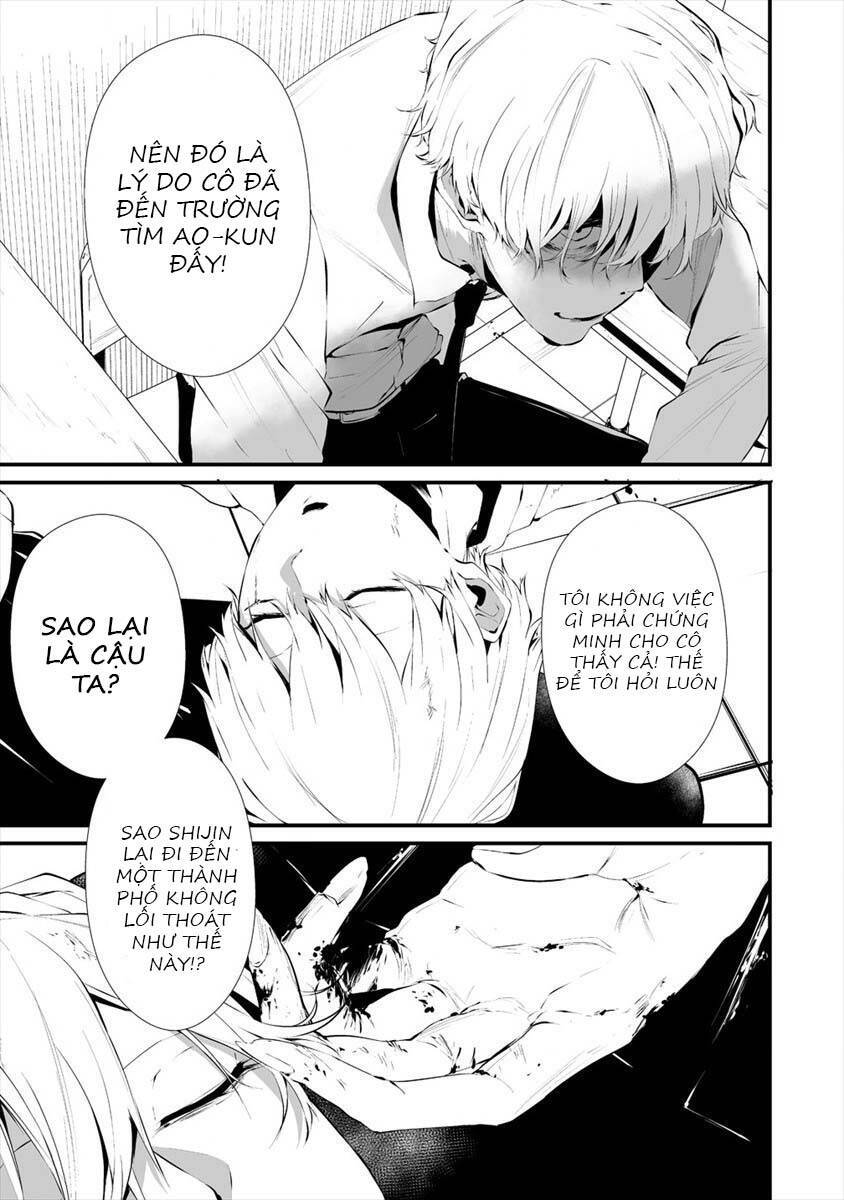 NÊN ĐÓ LÀ
LÝ DO CÔ ĐÃ
ĐẾN TRƯỜNG
TÌM AO-KUN
ĐẤY!
TÔI KHÔNG VIỆC
GÌ PHẢI CHỨNG
MINH CHO CÔ
THẤY CẢ! THẾ
ĐỂ TÔI HỎI LUÔN
SAO LẠI
LÀ CẬU
TA?
SAO SHIJIN
LẠI ĐI ĐẾN
MỘT THÀNH
PHỐ KHÔNG
LỐI THOÁT
NHƯ THẾ
NÀY!?